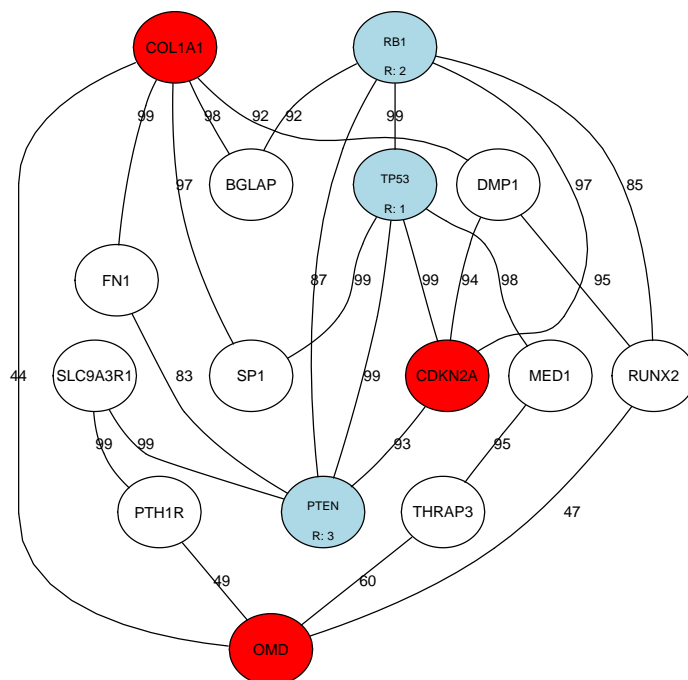 COL1A1
RB1
R: 2
99
98
92
92
99
97
TP53
R: 1
BGLAP
DMP1
97
85
FN1
87
99
99
94
98
95
44
SLC9A3R1
83
SP1
99
CDKN2A
MED1
RUNX2
99
99
93
95
PTH1R
PTEN
R: 3
THRAP3
47
49
60
OMD